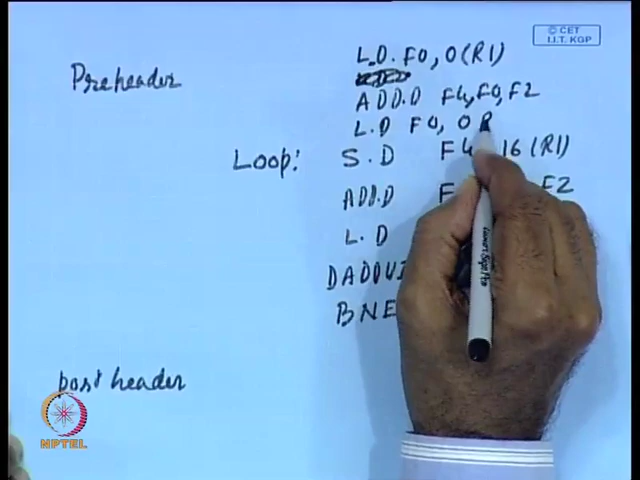 © CET
I.I.T. KGP
L.D. F0, 0(R1)
Preheader
ADD.D F4, F0, F2
L.D F0, 0
Loop: S.D F4 16 (R1)
ADD.D F F2
L.D
DADDUI
BNE
post header
NPTEL